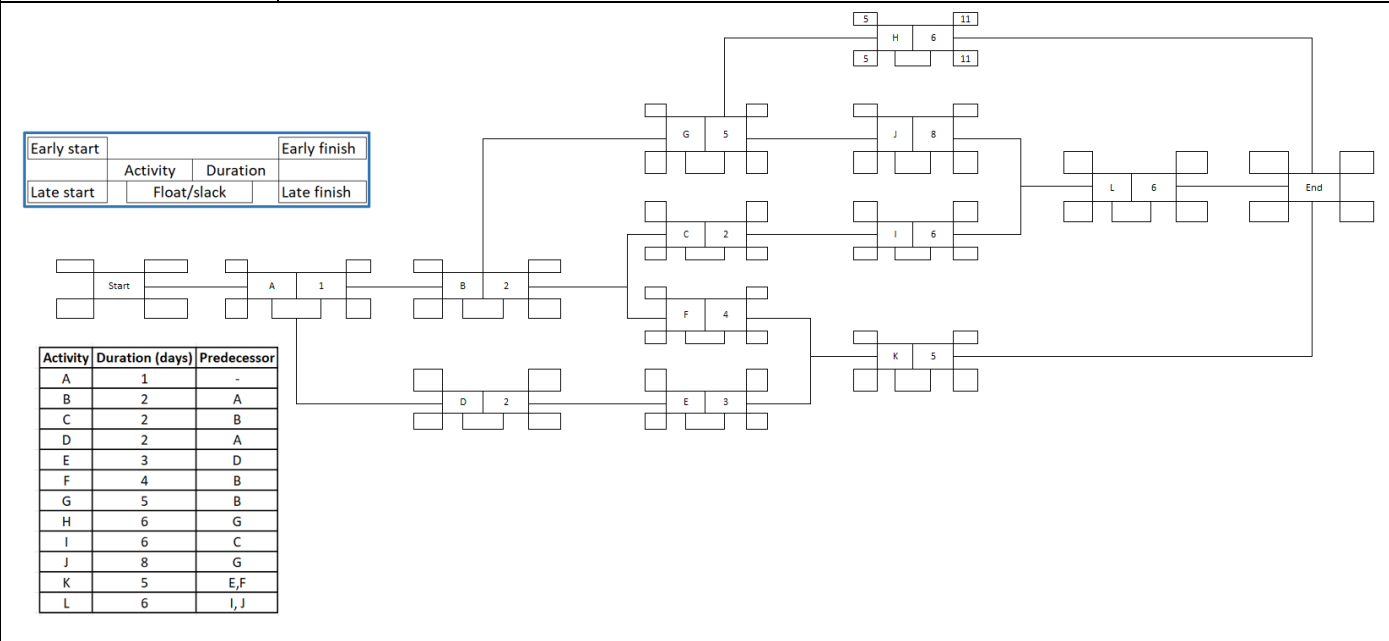 5 11
H 6
5 11
G 5
J 8
Early start Early finish
Activity Duration
Late start Float/slack Late finish
L 6
End
C 2
I 6
Start
A 1
B 2
F 4
K 5
D 2
E 3
Activity Duration (days) Predecessor
A 1 -
B 2 A
C 2 B
D 2 A
E 3 D
F 4 B
G 5 B
H 6 G
I 6 C
J 8 G
K 5 E,F
L 6 I, J